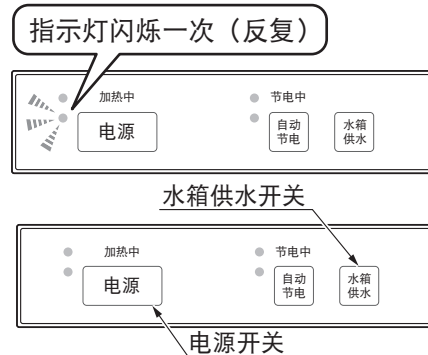 指示灯闪烁一次（反复）
加热中
节电中
电源
自动
节电
水箱
供水
水箱供水开关
加热中
节电中
电源
自动
节电
水箱
供水
电源开关